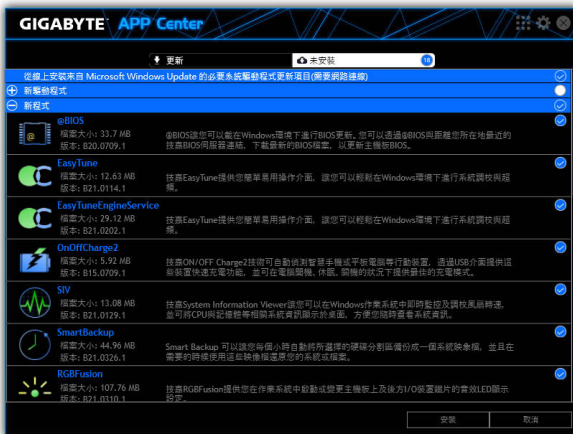 GIGABYTE APP Center
更新
未安裝 18
從線上安裝來自 Microsoft Windows Update 的必要系統驅動程式更新項目(需要網路連線)
新驅動程式
新程式
@BIOS
檔案大小: 33.7 MB
版本: B20.0709.1
@BIOS讓您可以載在Windows環境下進行BIOS更新。您可以透過@BIOS與距離您所在地最近的
技嘉BIOS伺服器連結，下載最新的BIOS檔案，以更新主機板BIOS。
EasyTune
檔案大小: 12.63 MB
版本: B21.0114.1
技嘉EasyTune提供您簡單易用操作介面，讓您可以輕鬆在Windows環境下進行系統調校與超
頻。
EasyTuneEngineService
檔案大小: 29.12 MB
版本: B21.0202.1
技嘉EasyTune提供您簡單易用操作介面，讓您可以輕鬆在Windows環境下進行系統調校與超
頻。
OnOffCharge2
檔案大小: 5.92 MB
版本: B15.0709.1
技嘉ON/OFF Charge2技術可自動偵測智慧手機或平板電腦等行動裝置，透過USB介面提供這
些裝置快速充電功能，並可在電腦開機、休眠、關機的狀況下提供最佳的充電模式。
SIV
檔案大小: 13.08 MB
版本: B21.0129.1
技嘉System Information Viewer讓您可以在Windows作業系統中即時監控及調校風扇轉速，
並可將CPU與記憶體等相關系統資訊顯示於桌面，方便您隨時查看系統資訊。
SmartBackup
檔案大小: 44.96 MB
版本: B21.0326.1
Smart Backup 可以讓您每個小時自動將所選擇的硬碟分割區備份成一個系統映象檔，並且在
需要的時候使用這些映像檔還原您的系統或檔案。
RGBFusion
檔案大小: 107.76 MB
版本: B21.0310.1
技嘉RGBFusion提供您在作業系統中啟動或變更主機板上及後方I/O裝置鐵片的音效LED顯示
設定。
安裝
取消